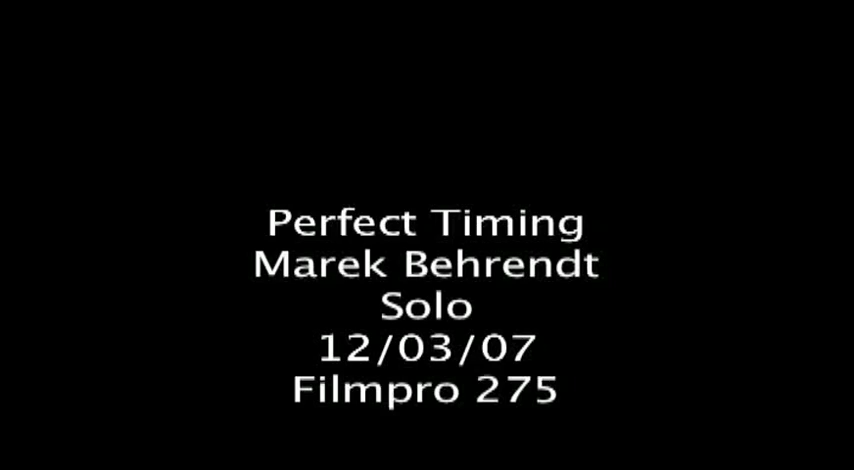 Perfect Timing
Marek Behrendt
Solo
12/03/07
Filmpro 275